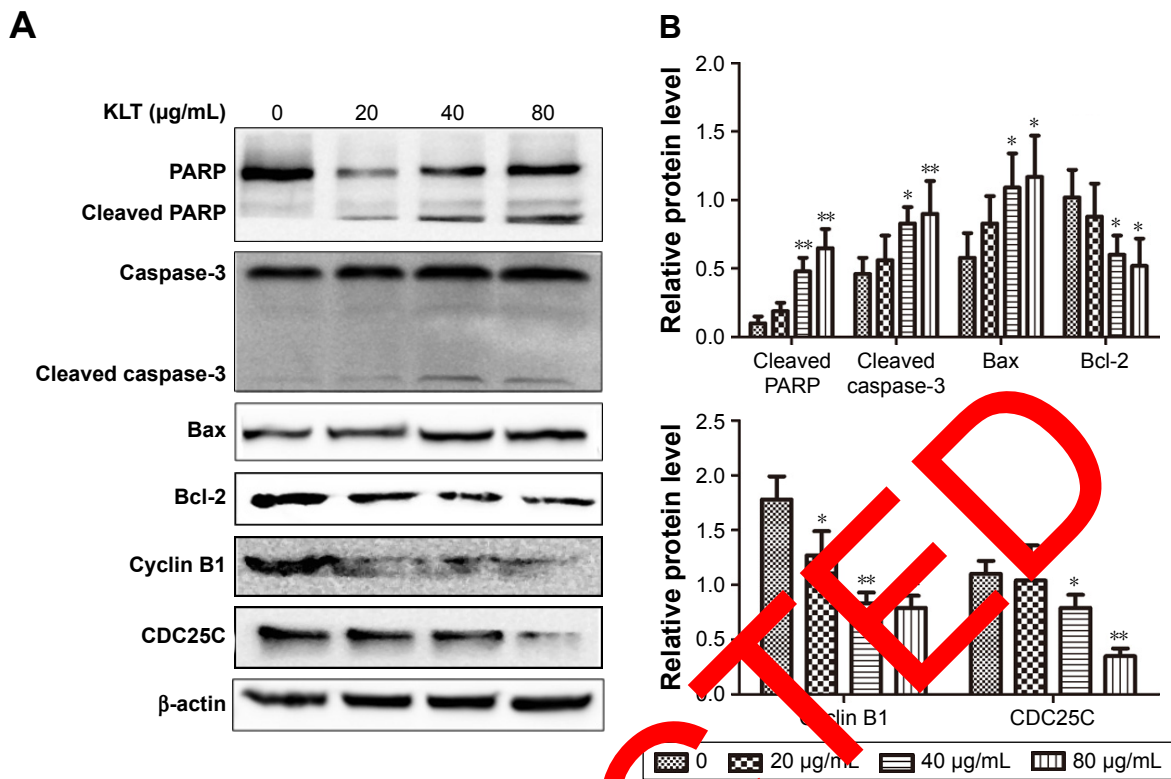 A
KLT (µg/mL) 0 20 40 80
PARP
Cleaved PARP
Caspase-3
Cleaved caspase-3
Bax
Bcl-2
Cyclin B1
CDC25C
β-actin
B
Relative protein level
2.0
1.5
1.0
0.5
0.0
** ** * ** * * * *
Cleaved PARP
Cleaved caspase-3
Bax
Bcl-2
Relative protein level
2.5
2.0
1.5
1.0
0.5
0.0
* ** * **
Cyclin B1
CDC25C
0 20 µg/mL 40 µg/mL 80 µg/mL
CTED